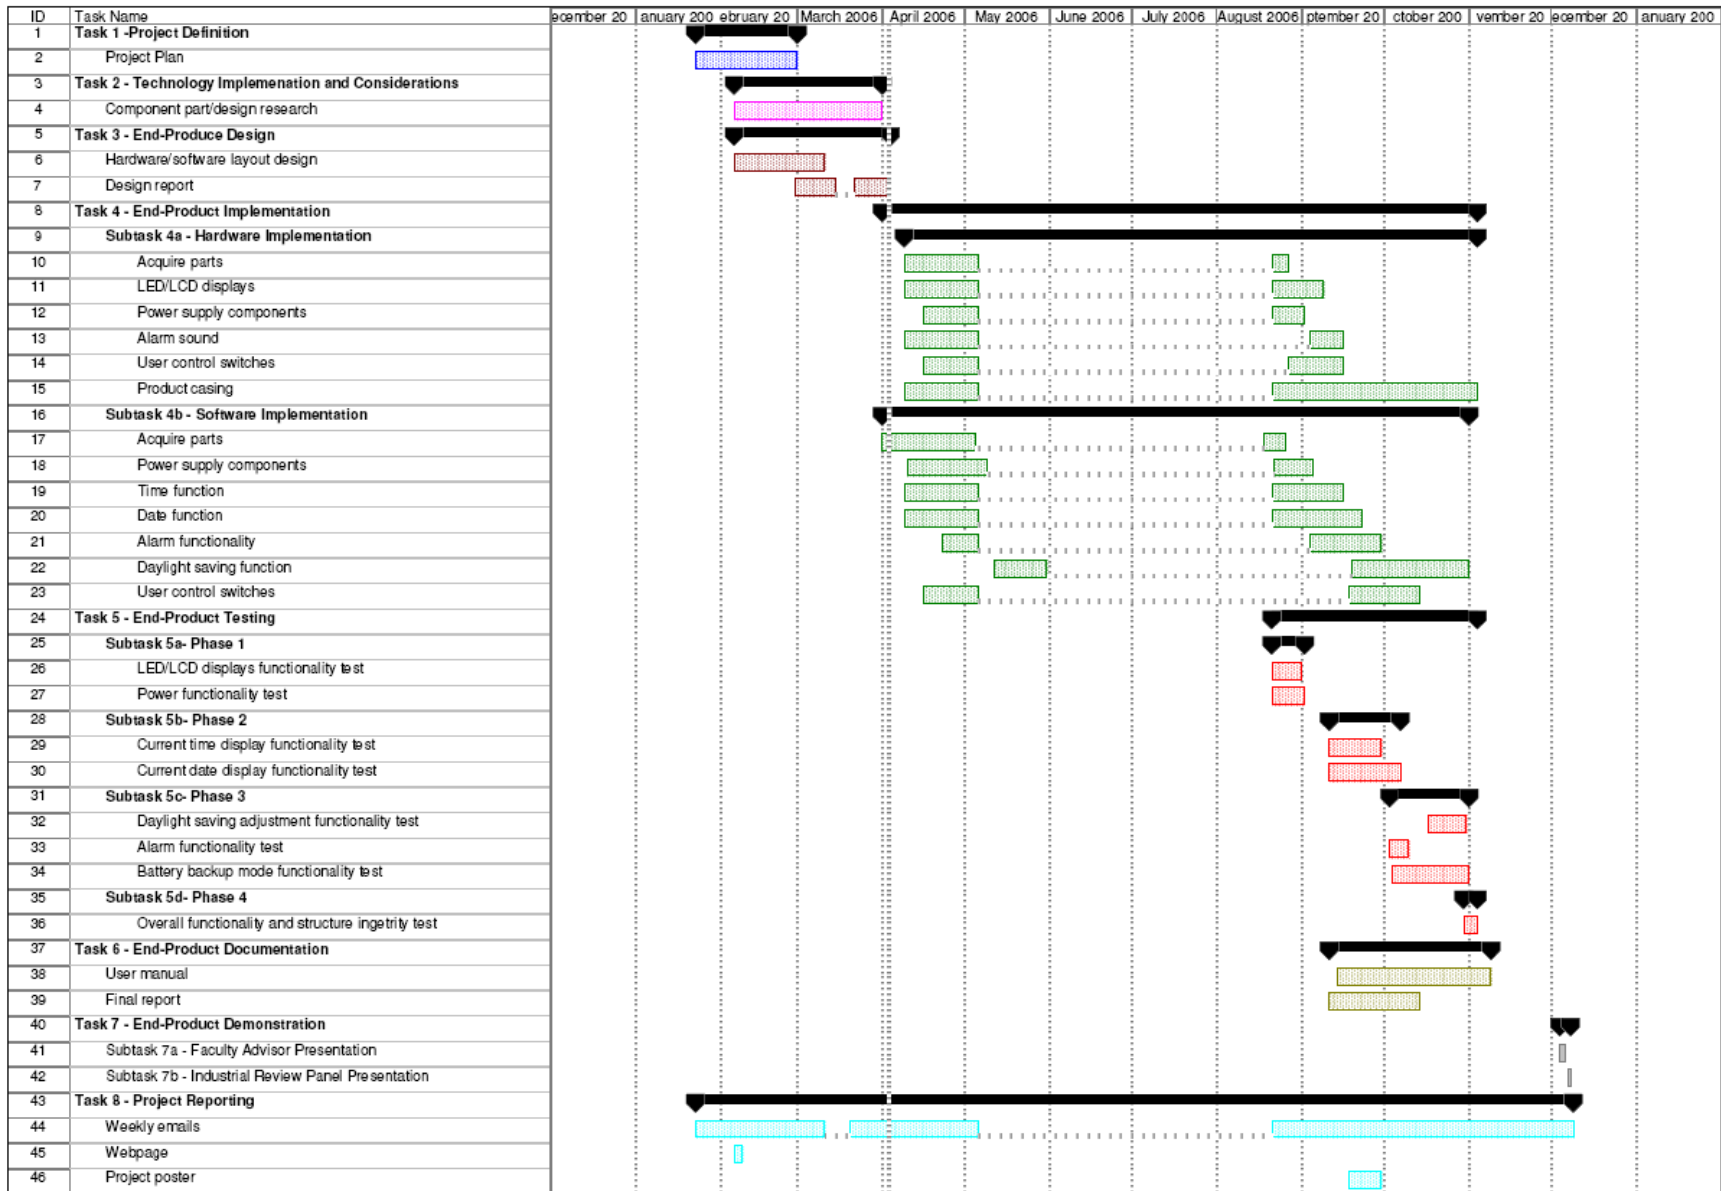 ID Task Name ecember 20 anuary 200 ebruary 20 March 2006 April 2006 May 2006 June 2006 July 2006 August 2006 ptember 20 ctober 200 vember 20 ecember 20 anuary 200
1 Task 1 -Project Definition
2 Project Plan
3 Task 2 - Technology Implemenation and Considerations
4 Component part/design research
5 Task 3 - End-Produce Design
6 Hardware/software layout design
7 Design report
8 Task 4 - End-Product Implementation
9 Subtask 4a - Hardware Implementation
10 Acquire parts
11 LED/LCD displays
12 Power supply components
13 Alarm sound
14 User control switches
15 Product casing
16 Subtask 4b - Software Implementation
17 Acquire parts
18 Power supply components
19 Time function
20 Date function
21 Alarm functionality
22 Daylight saving function
23 User control switches
24 Task 5 - End-Product Testing
25 Subtask 5a- Phase 1
26 LED/LCD displays functionality test
27 Power functionality test
28 Subtask 5b- Phase 2
29 Current time display functionality test
30 Current date display functionality test
31 Subtask 5c- Phase 3
32 Daylight saving adjustment functionality test
33 Alarm functionality test
34 Battery backup mode functionality test
35 Subtask 5d- Phase 4
36 Overall functionality and structure ingetrity test
37 Task 6 - End-Product Documentation
38 User manual
39 Final report
40 Task 7 - End-Product Demonstration
41 Subtask 7a - Faculty Advisor Presentation
42 Subtask 7b - Industrial Review Panel Presentation
43 Task 8 - Project Reporting
44 Weekly emails
45 Webpage
46 Project poster